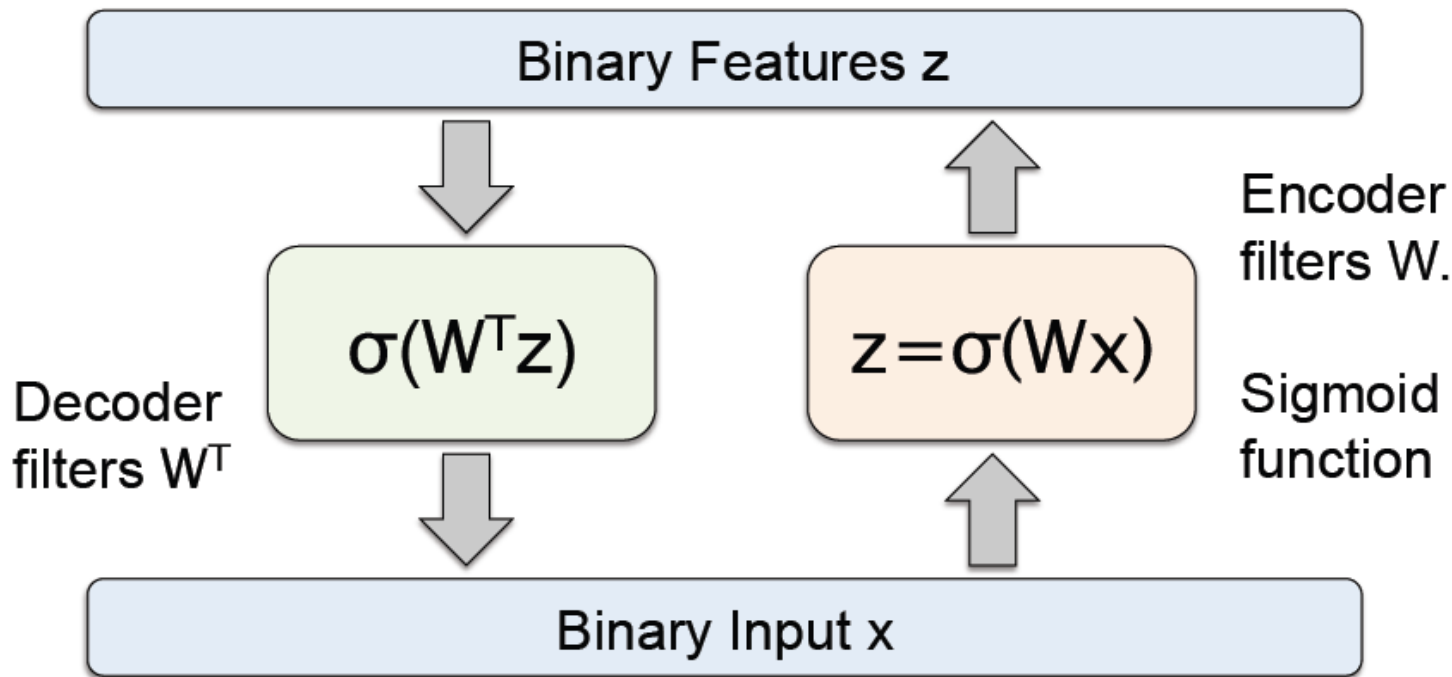 Binary Features z
Encoder
filters W.
σ(Wᵀz)
z=σ(Wx)
Decoder
filters Wᵀ
Sigmoid
function
Binary Input x